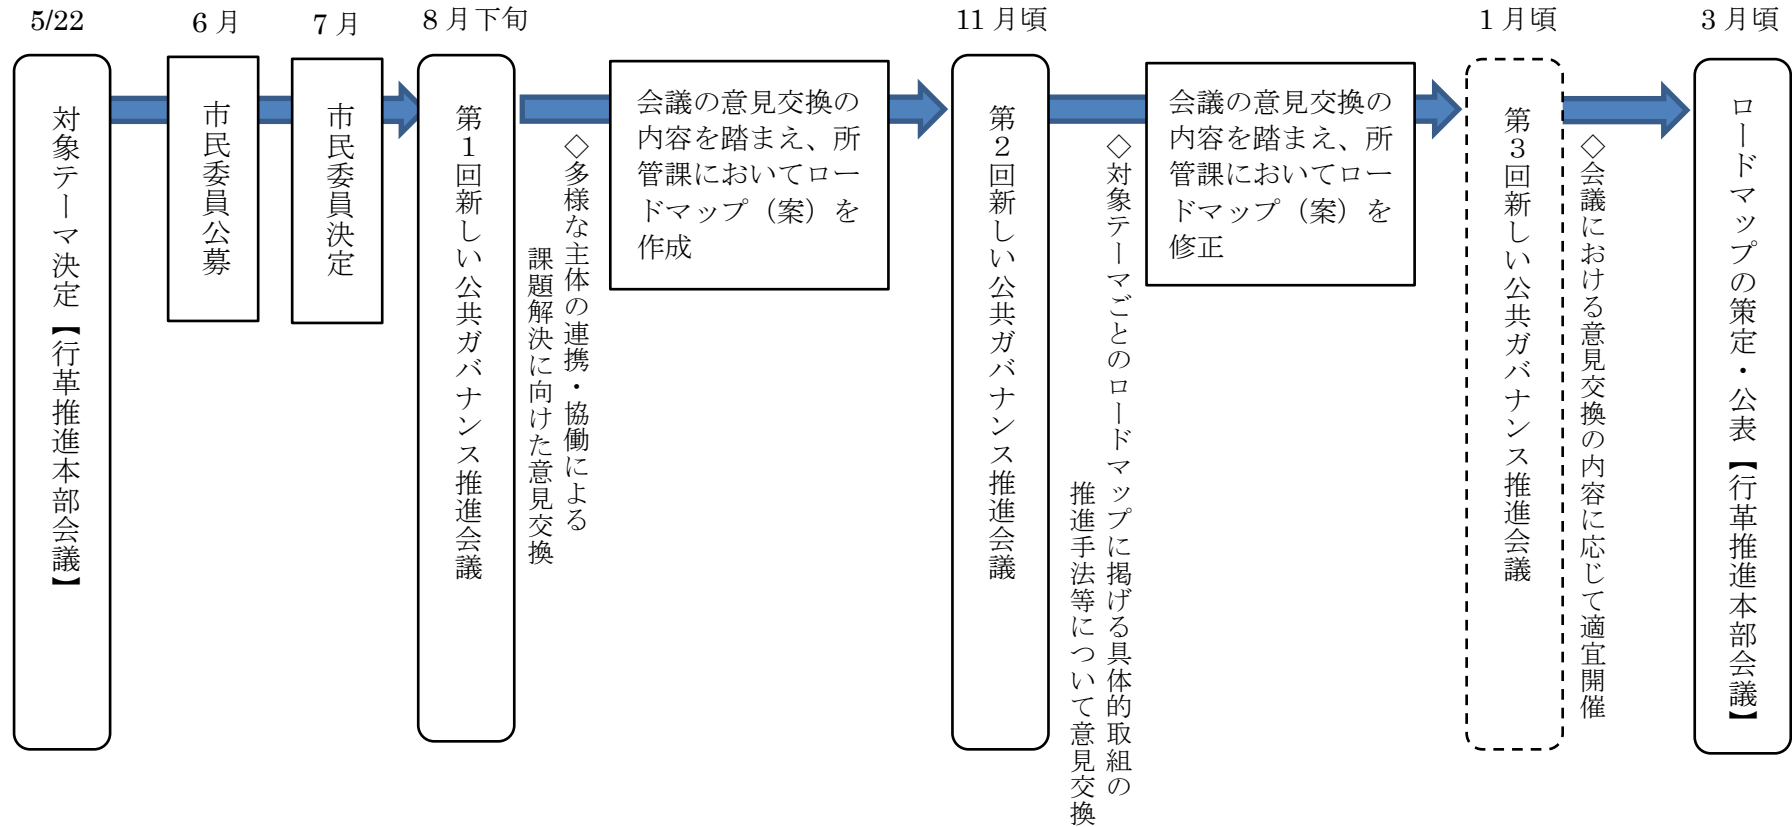 5/22
6月
7月
8月下旬
11月頃
1月頃
3月頃
対象テーマ決定【行革推進本部会議】
市民委員公募
市民委員決定
第1回新しい公共ガバナンス推進会議
◇多様な主体の連携・協働による
課題解決に向けた意見交換
会議の意見交換の
内容を踏まえ、所
管課においてロー
ドマップ（案）を
作成
第2回新しい公共ガバナンス推進会議
◇対象テーマごとのロードマップに掲げる具体的取組の
推進手法等について意見交換
会議の意見交換の
内容を踏まえ、所
管課においてロー
ドマップ（案）を
修正
第3回新しい公共ガバナンス推進会議
◇会議における意見交換の内容に応じて適宜開催
ロードマップの策定・公表【行革推進本部会議】